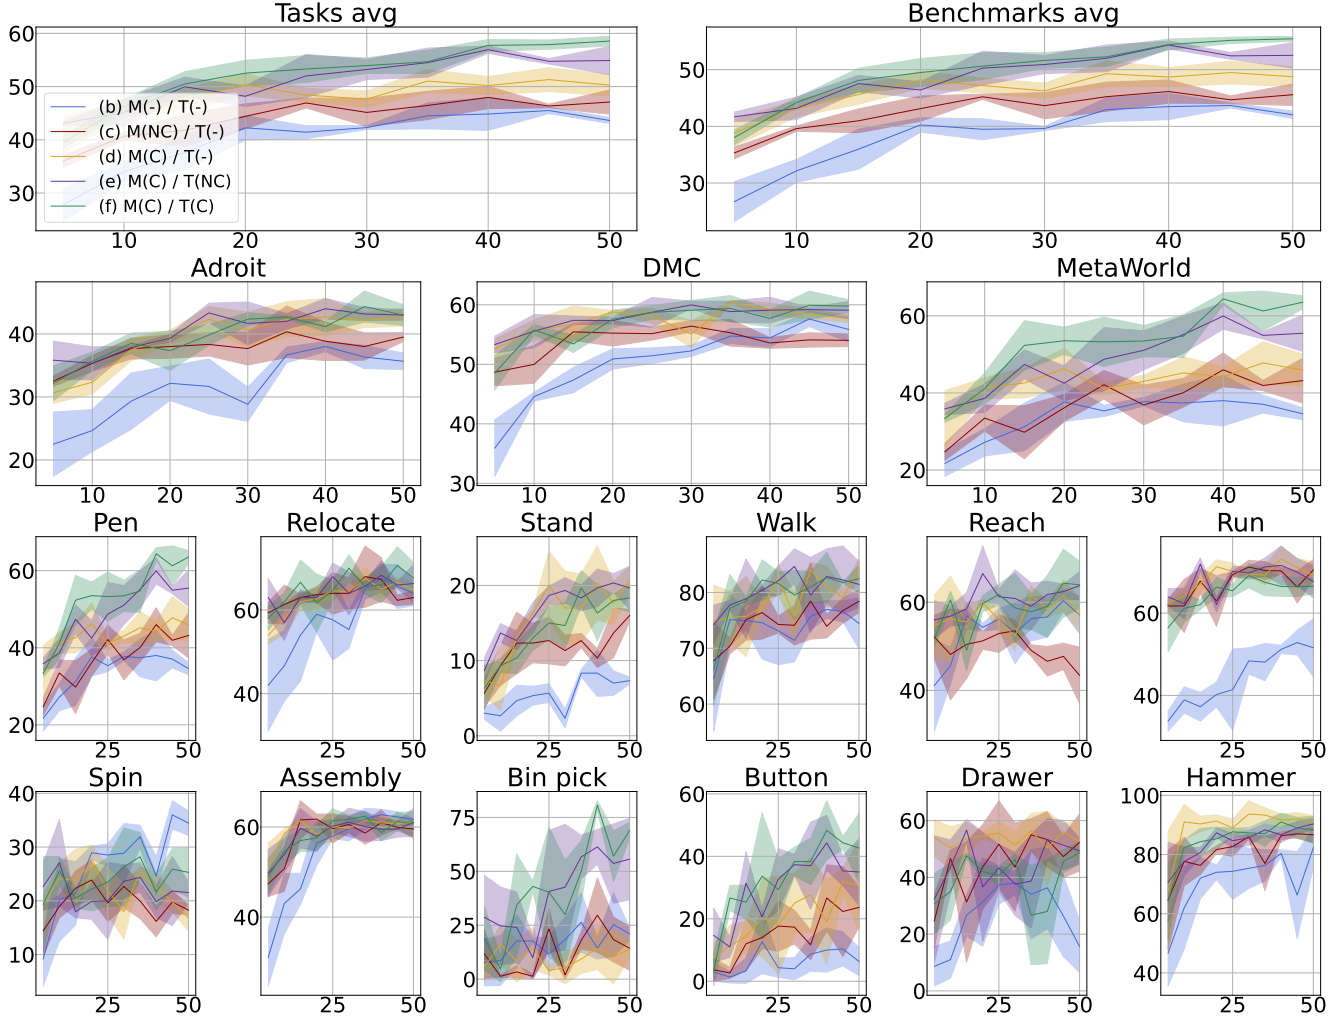 Tasks avg
Benchmarks avg
60
50
40
30
(b) M(-) / T(-)
(c) M(NC) / T(-)
(d) M(C) / T(-)
(e) M(C) / T(NC)
(f) M(C) / T(C)
10 20 30 40 50
50
40
30
10 20 30 40 50
Adroit
DMC
MetaWorld
40
30
20
10 20 30 40 50
60
50
40
30
10 20 30 40 50
60
40
20
10 20 30 40 50
Pen
Relocate
Stand
Walk
Reach
Run
60
40
20
25 50
60
40
25 50
20
10
0
25 50
80
70
60
25 50
60
40
25 50
60
40
25 50
Spin
Assembly
Bin pick
Button
Drawer
Hammer
40
30
20
10
25 50
60
40
25 50
75
50
25
0
25 50
60
40
20
0
25 50
60
40
20
0
25 50
100
80
60
40
25 50